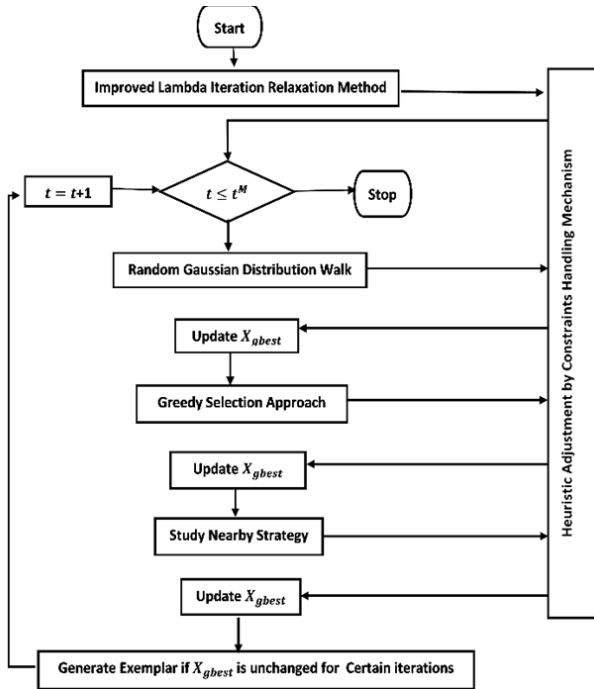 Start
Improved Lambda Iteration Relaxation Method
t = t+1
t ≤ t^M
Stop
Random Gaussian Distribution Walk
Update X_gbest
Greedy Selection Approach
Update X_gbest
Study Nearby Strategy
Update X_gbest
Generate Exemplar if X_gbest is unchanged for Certain iterations
Heuristic Adjustment by Constraints Handling Mechanism